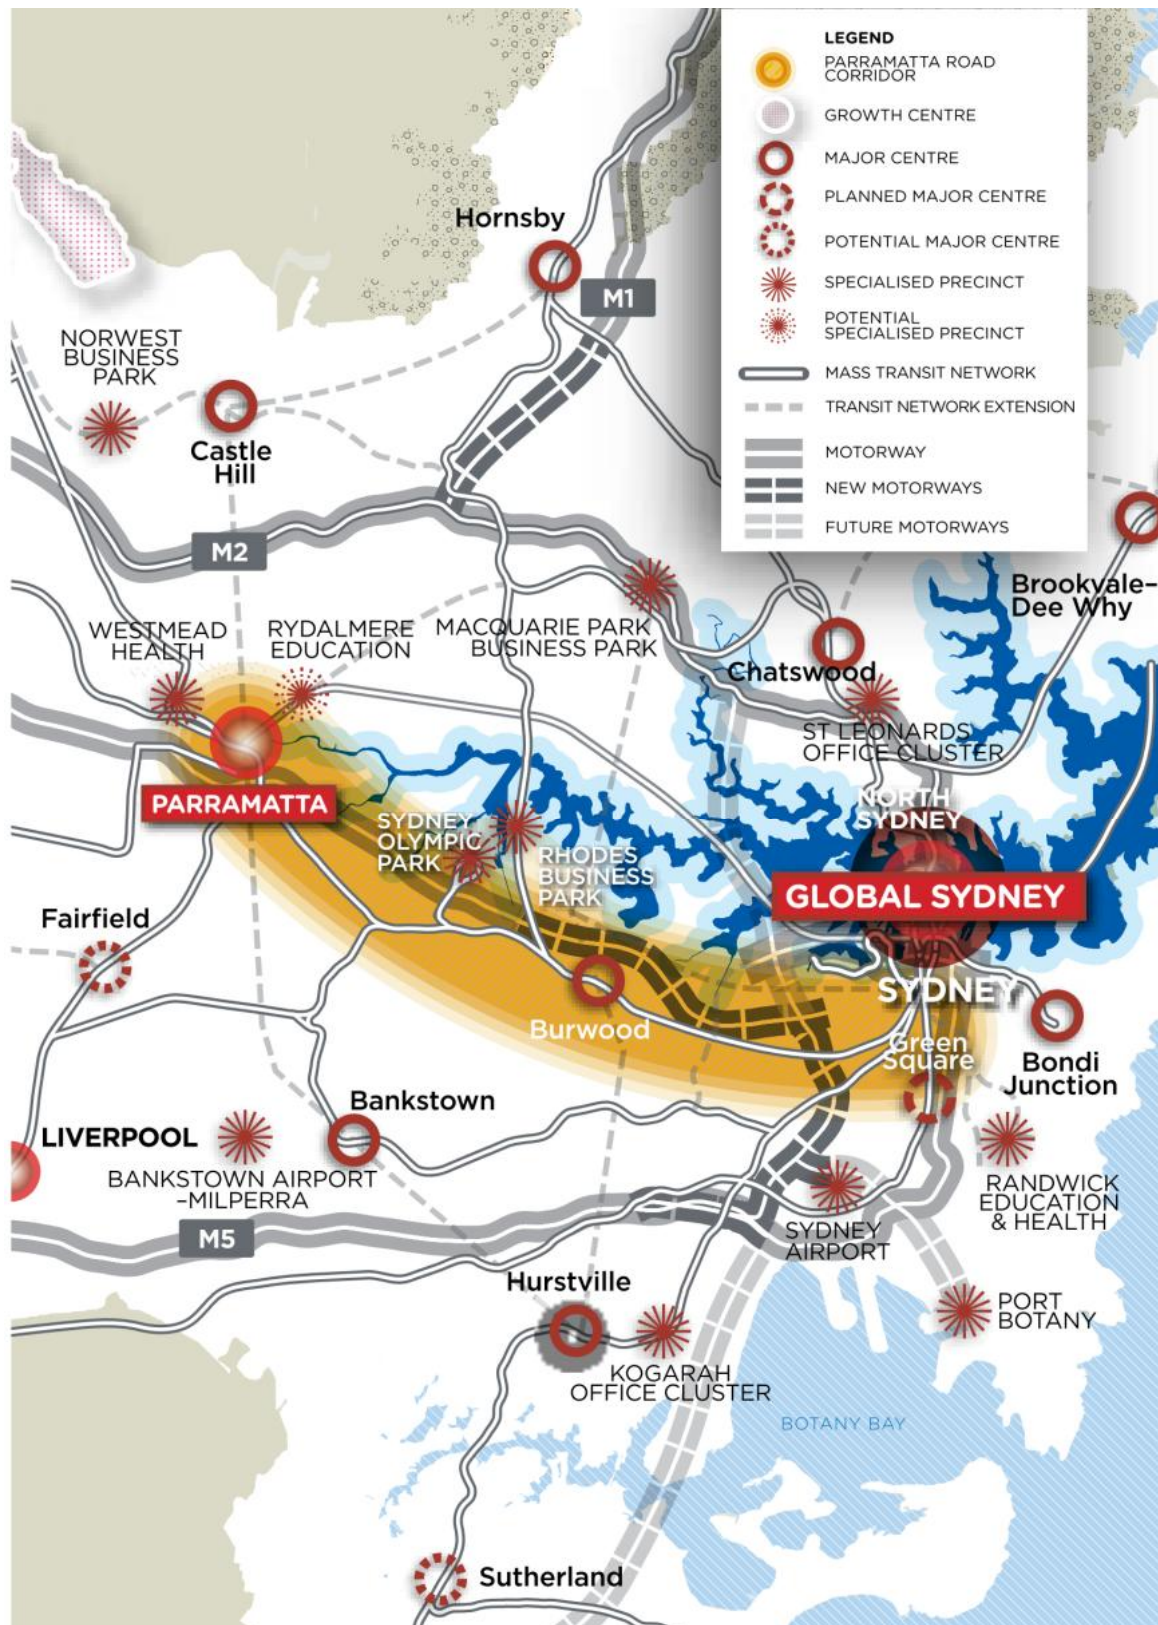 LEGEND
PARRAMATTA ROAD
CORRIDOR
GROWTH CENTRE
MAJOR CENTRE
PLANNED MAJOR CENTRE
POTENTIAL MAJOR CENTRE
SPECIALISED PRECINCT
POTENTIAL
SPECIALISED PRECINCT
MASS TRANSIT NETWORK
TRANSIT NETWORK EXTENSION
MOTORWAY
NEW MOTORWAYS
FUTURE MOTORWAYS
Hornsby
M1
NORWEST
BUSINESS
PARK
Castle
Hill
M2
Brookvale–
Dee Why
WESTMEAD
HEALTH
RYDALMERE
EDUCATION
MACQUARIE PARK
BUSINESS PARK
Chatswood
ST LEONARDS
OFFICE CLUSTER
PARRAMATTA
SYDNEY
OLYMPIC
PARK
RHODES
BUSINESS
PARK
NORTH
SYDNEY
GLOBAL SYDNEY
Fairfield
SYDNEY
Burwood
Green
Square
Bondi
Junction
Bankstown
LIVERPOOL
BANKSTOWN AIRPORT
–MILPERRA
RANDWICK
EDUCATION
& HEALTH
M5
SYDNEY
AIRPORT
Hurstville
PORT
BOTANY
KOGARAH
OFFICE CLUSTER
BOTANY BAY
Sutherland